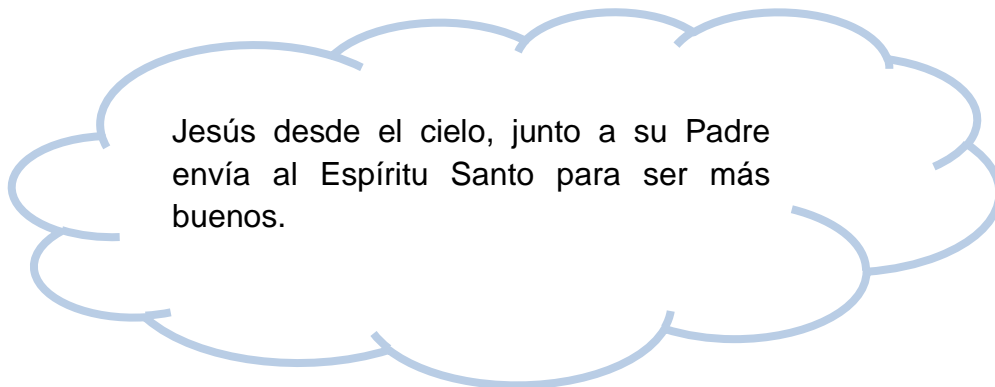 Jesús desde el cielo, junto a su Padre
envía al Espíritu Santo para ser más
buenos.